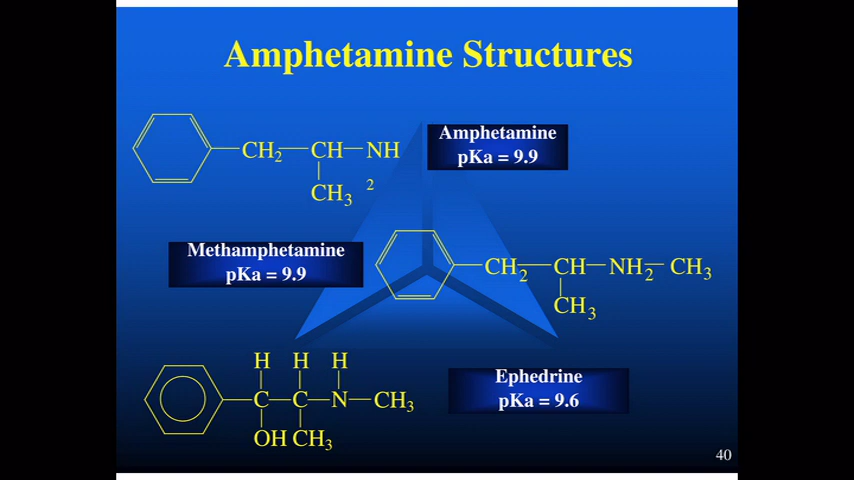 Amphetamine Structures
CH2 CH NH
CH3 2
Amphetamine
pKa = 9.9
Methamphetamine
pKa = 9.9
CH2 CH NH2 CH3
CH3
H H H
C C N CH3
OH CH3
Ephedrine
pKa = 9.6
40